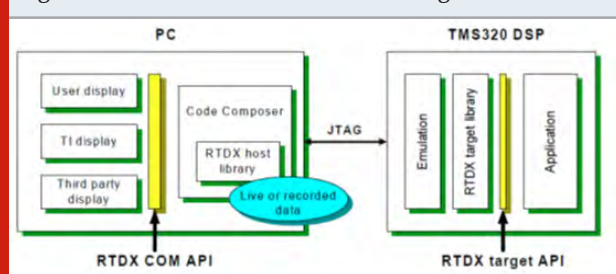 PC
TMS320 DSP
User display
TI display
Third party
display
Code Composer
RTDX host
library
Live or recorded
data
JTAG
Emulation
RTDX target library
Application
RTDX COM API
RTDX target API